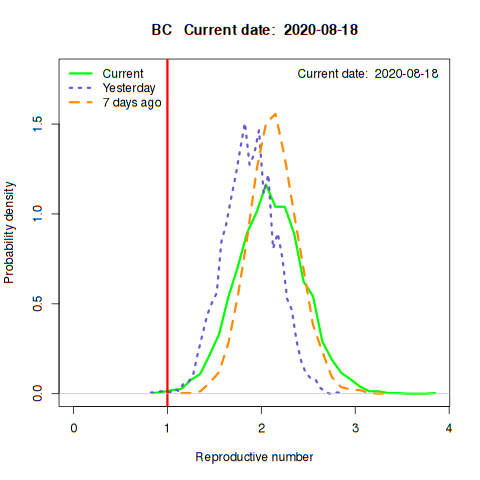 BC   Current date:  2020-08-18
Current
Yesterday
7 days ago
Current date:  2020-08-18
Probability density
0.0
0.5
1.0
1.5
0
1
2
3
4
Reproductive number